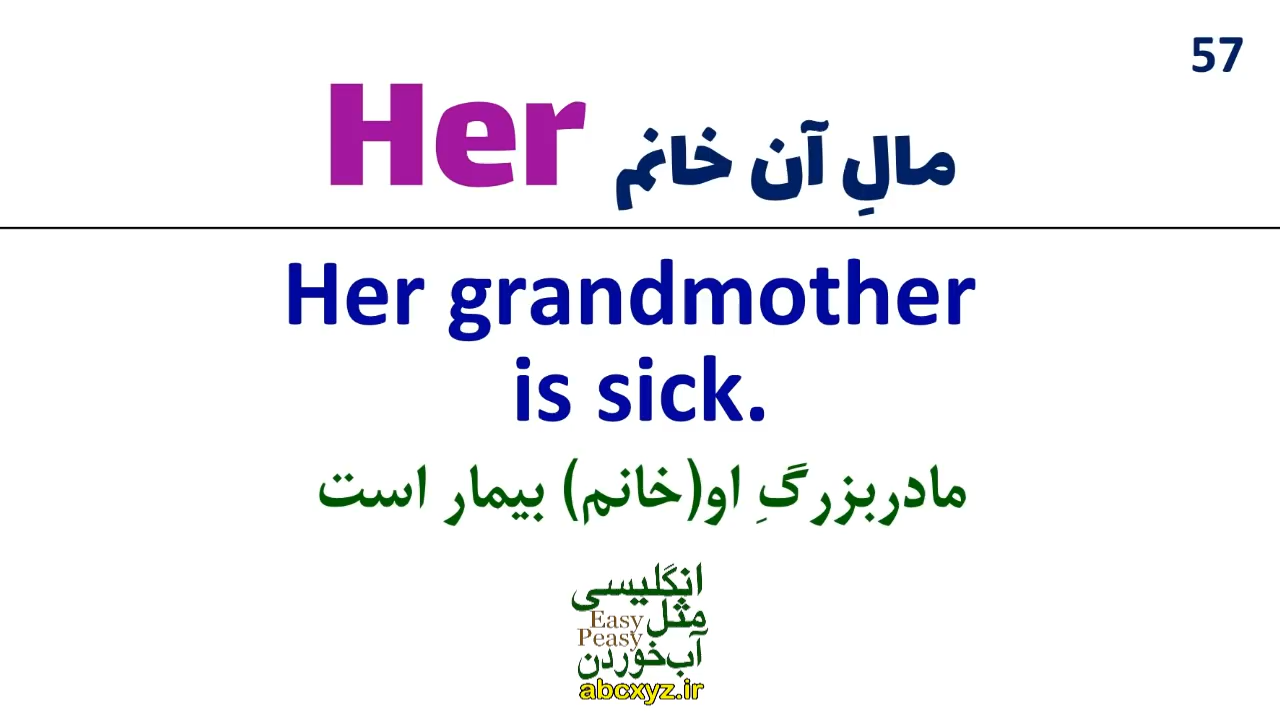 57
Her مالِ آن خانم
Her grandmother
is sick.
مادربزرگِ او(خانم) بیمار است
انگلیسی
مثل Easy
Peasy
آب‌خوردن
abcxyz.ir